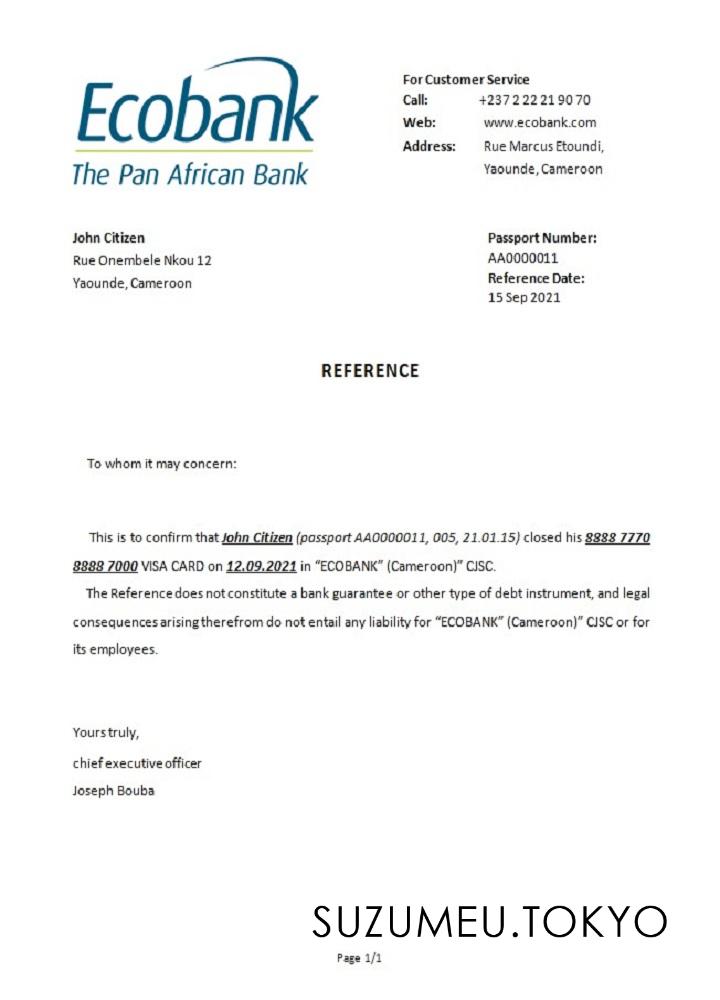 Ecobank
The Pan African Bank
For Customer Service
Call: +237 2 22 21 90 70
Web: www.ecobank.com
Address: Rue Marcus Etoundi,
Yaounde, Cameroon
John Citizen
Rue Onembele Nkou 12
Yaounde, Cameroon
Passport Number:
AA0000011
Reference Date:
15 Sep 2021
REFERENCE
To whom it may concern:
This is to confirm that John Citizen (passport AA0000011, 005, 21.01.15) closed his 8888 7770
8888 7000 VISA CARD on 12.09.2021 in “ECOBANK” (Cameroon)” CJSC.
The Reference does not constitute a bank guarantee or other type of debt instrument, and legal
consequences arising therefrom do not entail any liability for “ECOBANK” (Cameroon)” CJSC or for
its employees.
Yours truly,
chief executive officer
Joseph Bouba
SUZUMEU.TOKYO
Page 1/1